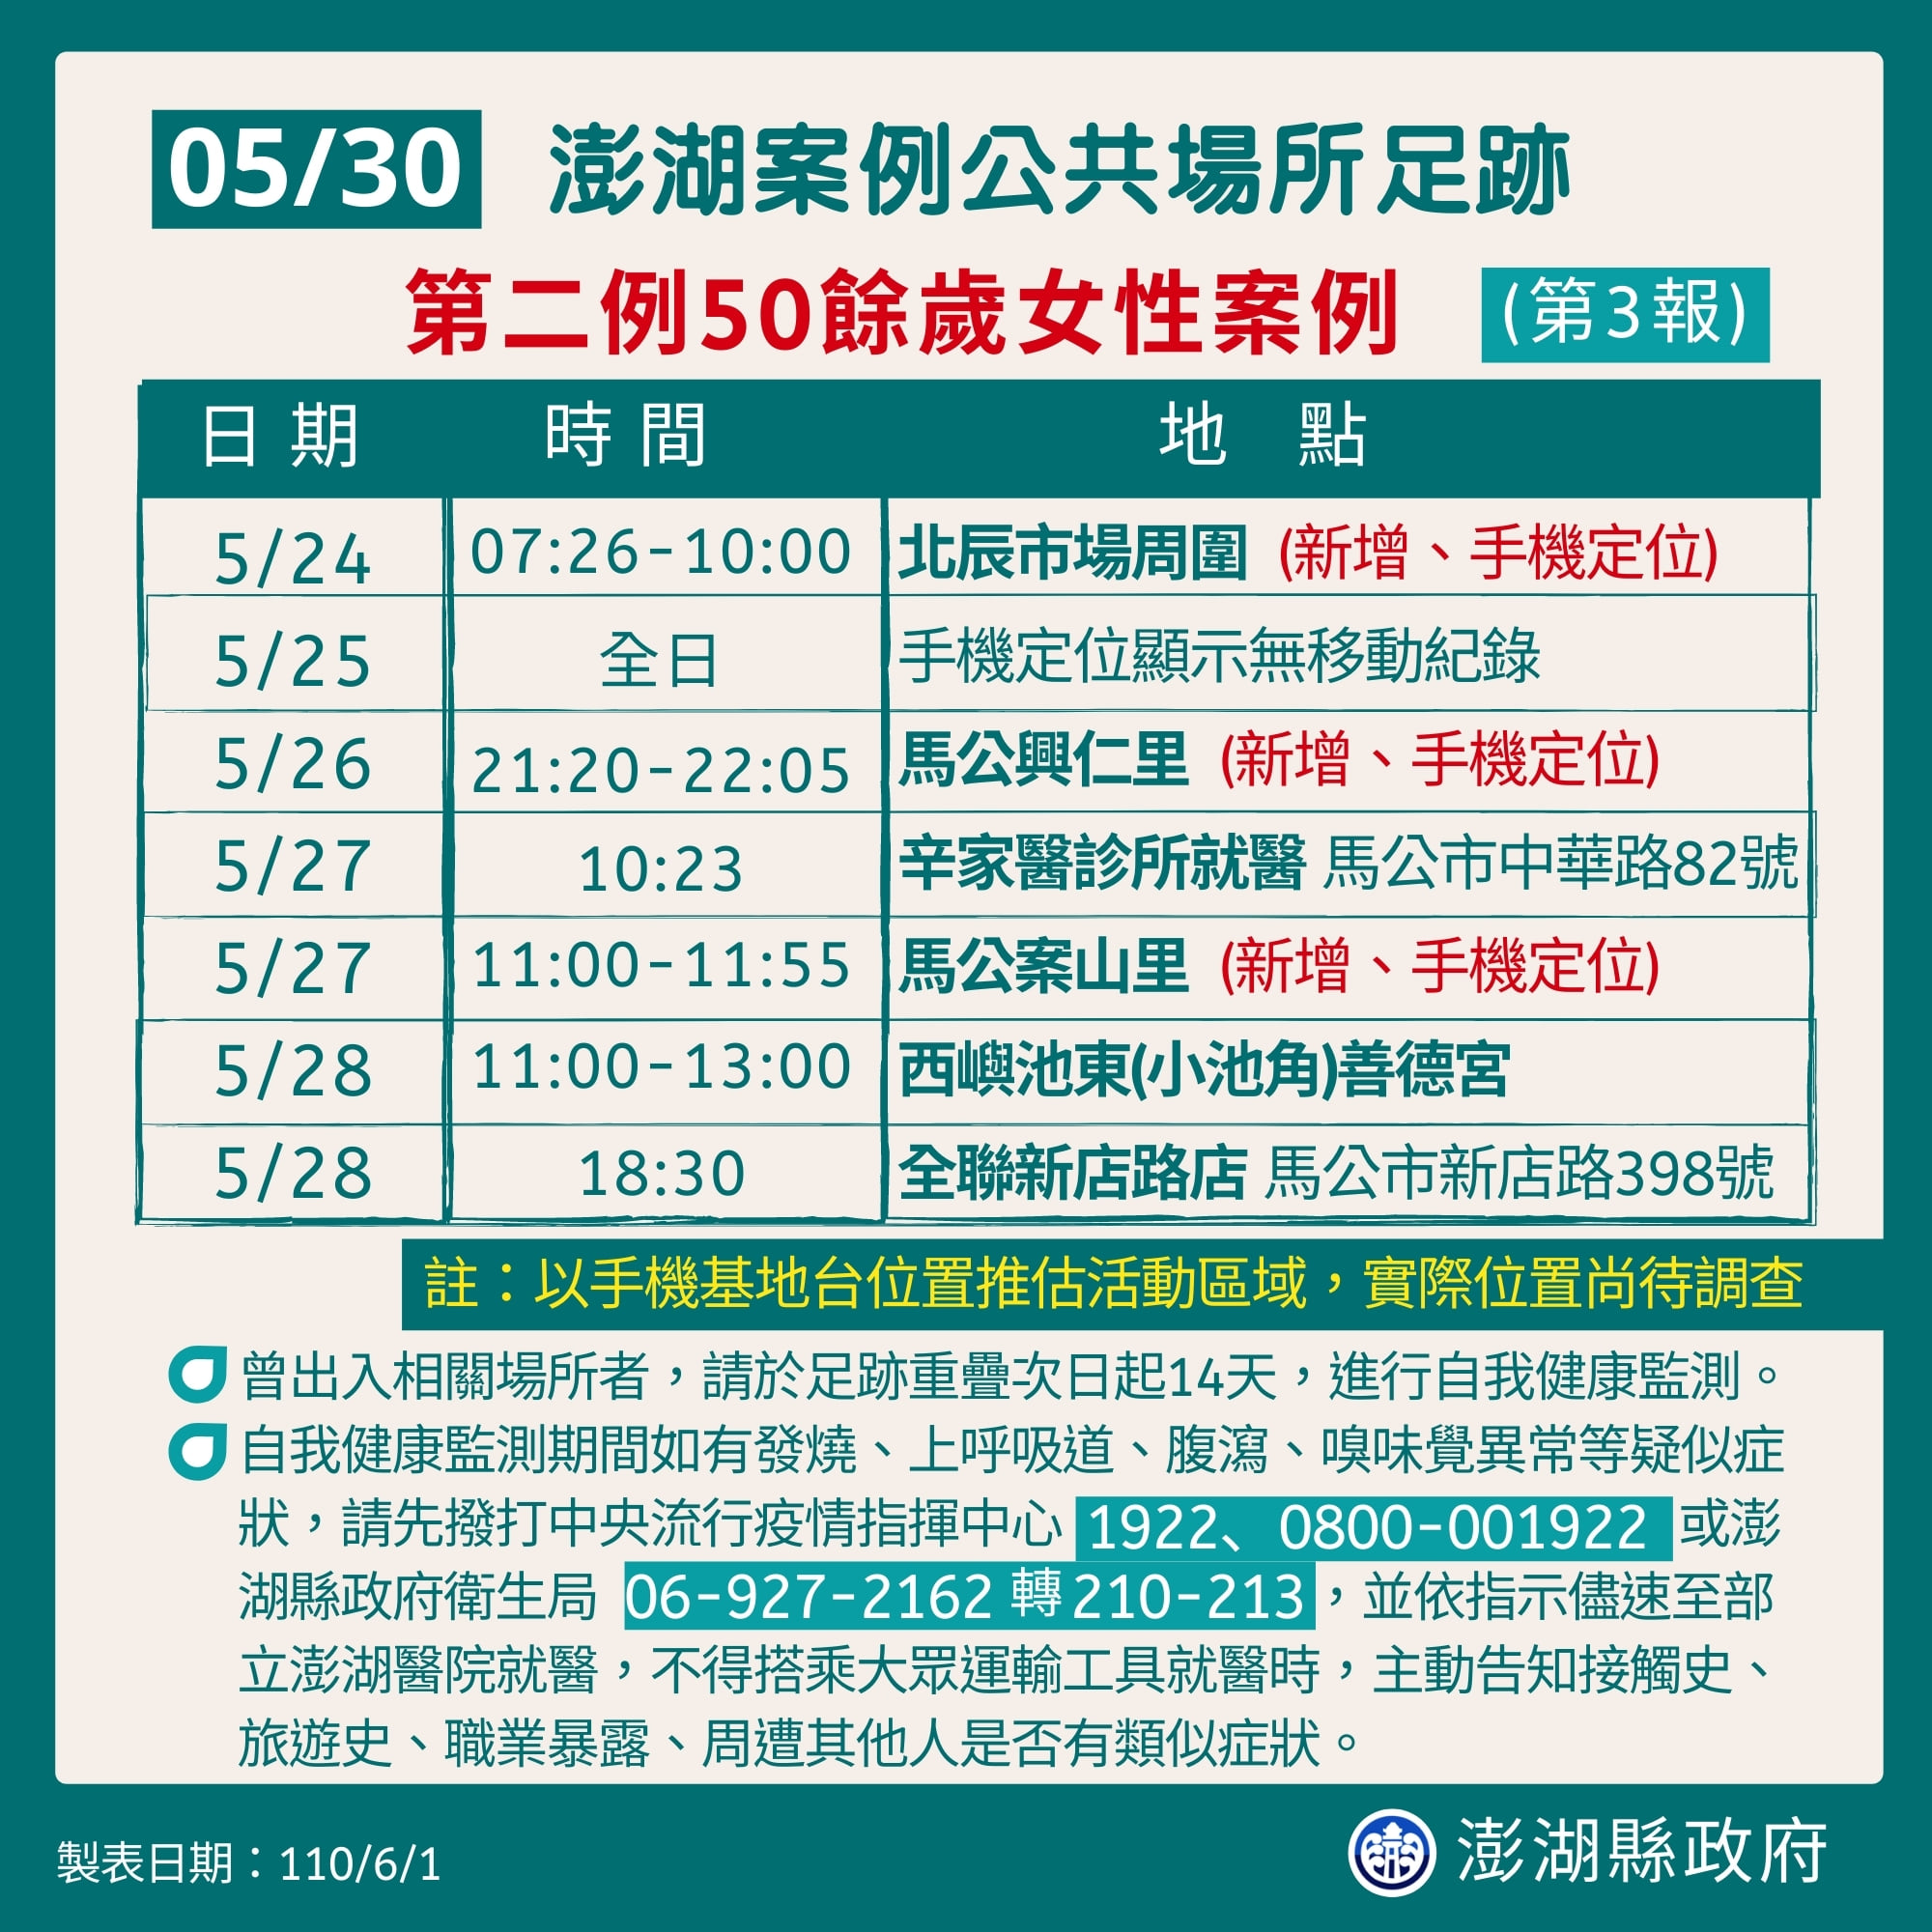 05/30 澎湖案例公共場所足跡
第二例50餘歲女性案例 (第3報)
日期 時間 地 點
5/24 07:26-10:00 北辰市場周圍 (新增、手機定位)
5/25 全日 手機定位顯示無移動紀錄
5/26 21:20-22:05 馬公興仁里 (新增、手機定位)
5/27 10:23 辛家醫診所就醫 馬公市中華路82號
5/27 11:00-11:55 馬公案山里 (新增、手機定位)
5/28 11:00-13:00 西嶼池東(小池角)善德宮
5/28 18:30 全聯新店路店 馬公市新店路398號
註：以手機基地台位置推估活動區域，實際位置尚待調查
曾出入相關場所者，請於足跡重疊次日起14天，進行自我健康監測。
自我健康監測期間如有發燒、上呼吸道、腹瀉、嗅味覺異常等疑似症
狀，請先撥打中央流行疫情指揮中心 1922、0800-001922 或澎
湖縣政府衛生局 06-927-2162 轉 210-213，並依指示儘速至部
立澎湖醫院就醫，不得搭乘大眾運輸工具就醫時，主動告知接觸史、
旅遊史、職業暴露、周遭其他人是否有類似症狀。
製表日期：110/6/1
澎湖縣政府